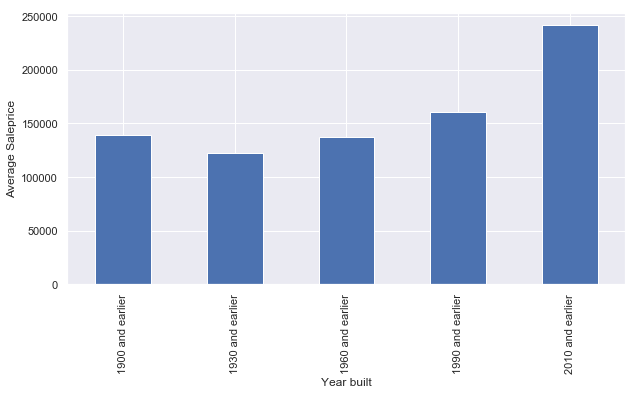 250000
200000
150000
100000
50000
0
Average Saleprice
1900 and earlier
1930 and earlier
1960 and earlier
1990 and earlier
2010 and earlier
Year built